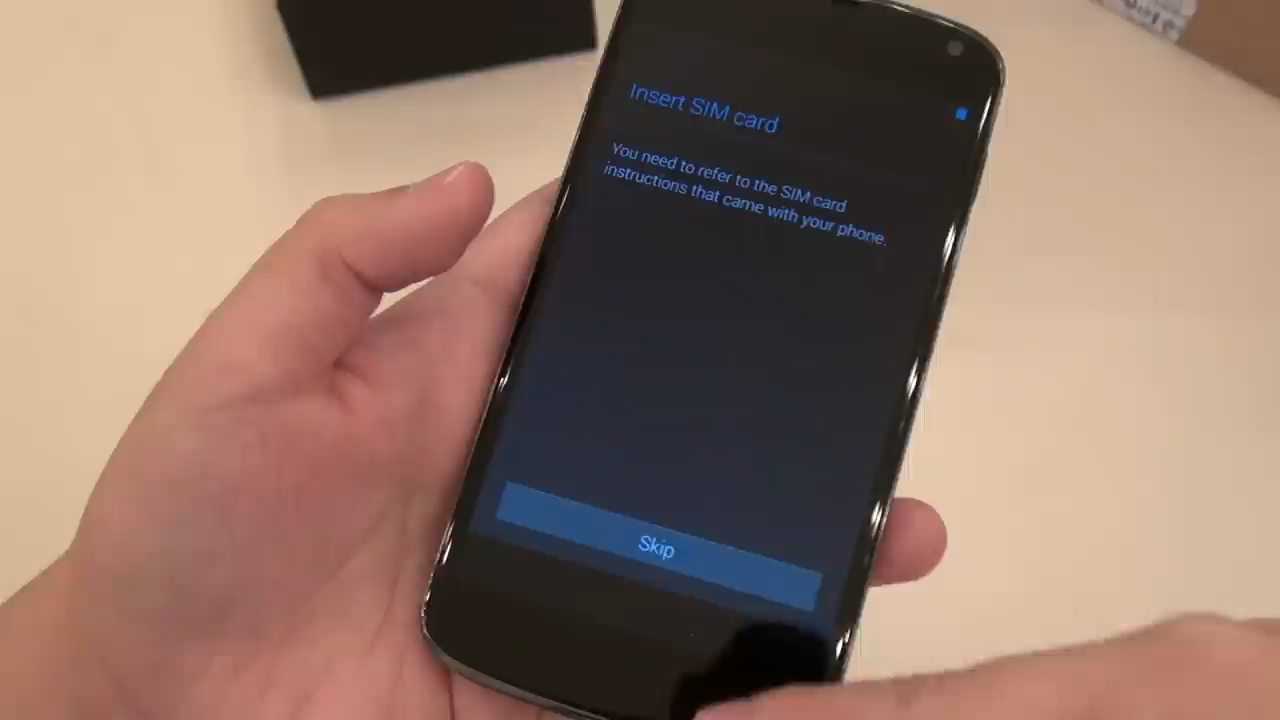 Insert SIM card
You need to refer to the SIM card
instructions that came with your phone.
Skip